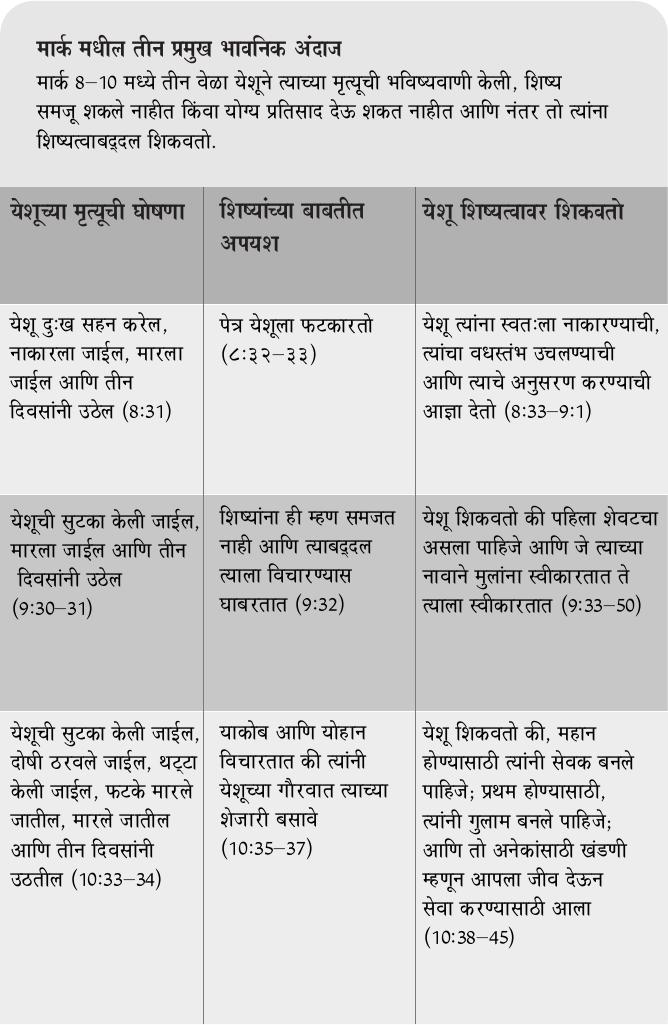 मार्क मधील तीन प्रमुख भावनिक अंदाज
मार्क 8–10 मध्ये तीन वेळा येशूने त्याच्या मृत्यूची भविष्यवाणी केली, शिष्य
समजू शकले नाहीत किंवा योग्य प्रतिसाद देऊ शकत नाहीत आणि नंतर तो त्यांना
शिष्यत्वाबद्दल शिकवतो.
येशूच्या मृत्यूची घोषणा
शिष्यांच्या बाबतीत
अपयश
येशू शिष्यत्वावर शिकवतो
येशू दुःख सहन करेल,
नाकारला जाईल, मारला
जाईल आणि तीन
दिवसांनी उठेल (8:31)
पेत्र येशूला फटकारतो
(८:३२–३३)
येशू त्यांना स्वतःला नाकारण्याची,
त्यांचा वधस्तंभ उचलण्याची
आणि त्याचे अनुसरण करण्याची
आज्ञा देतो (8:33–9:1)
येशूची सुटका केली जाईल,
मारला जाईल आणि तीन
दिवसांनी उठेल
(9:30–31)
शिष्यांना ही म्हण समजत
नाही आणि त्याबद्दल
त्याला विचारण्यास
घाबरतात (9:32)
येशू शिकवतो की पहिला शेवटचा
असला पाहिजे आणि जे त्याच्या
नावाने मुलांना स्वीकारतात ते
त्याला स्वीकारतात (9:33–50)
येशूची सुटका केली जाईल,
दोषी ठरवले जाईल, थट्टा
केली जाईल, फटके मारले
जातील, मारले जातील
आणि तीन दिवसांनी
उठतील (10:33–34)
याकोब आणि योहान
विचारतात की त्यांनी
येशूच्या गौरवात त्याच्या
शेजारी बसावे
(10:35–37)
येशू शिकवतो की, महान
होण्यासाठी त्यांनी सेवक बनले
पाहिजे; प्रथम होण्यासाठी,
त्यांनी गुलाम बनले पाहिजे;
आणि तो अनेकांसाठी खंडणी
म्हणून आपला जीव देऊन
सेवा करण्यासाठी आला
(10:38–45)